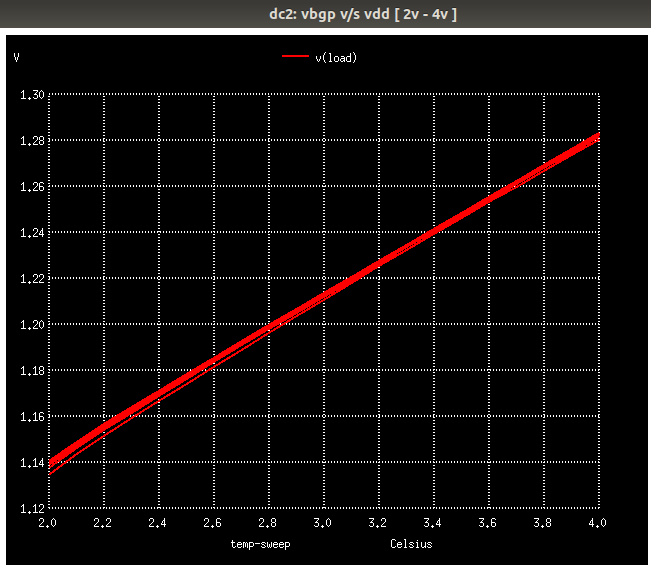 dc2: vbgp v/s vdd [ 2v - 4v ]
V
v(load)
1.30
1.28
1.26
1.24
1.22
1.20
1.18
1.16
1.14
1.12
2.0 2.2 2.4 2.6 2.8 3.0 3.2 3.4 3.6 3.8 4.0
temp-sweep Celsius